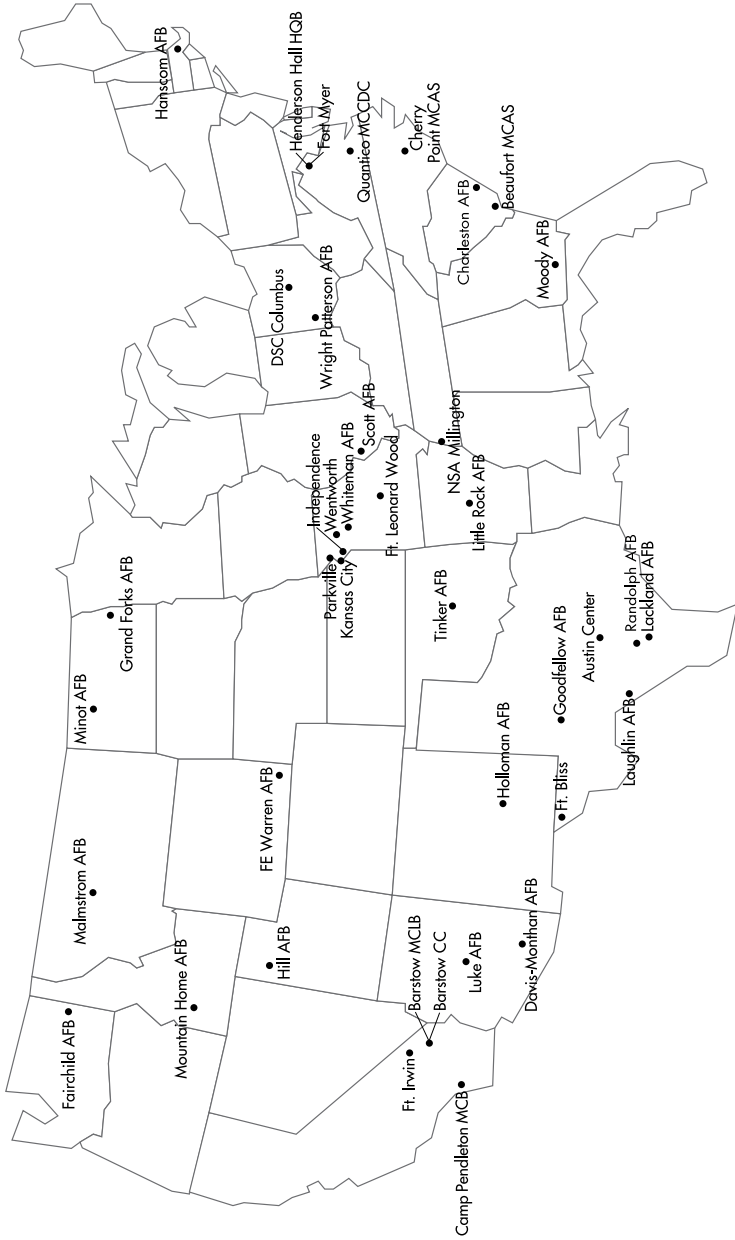 Fairchild AFB
Mountain Home AFB
Malmstrom AFB
Minot AFB
Grand Forks AFB
Hanscom AFB
Hill AFB
FE Warren AFB
Parkville
Kansas City
Independence
Wentworth
Whiteman AFB
Scott AFB
Ft. Leonard Wood
DSC Columbus
Wright Patterson AFB
Henderson Hall HQB
Fort Myer
Quantico MCCDC
Cherry
Point MCAS
Charleston AFB
Beaufort MCAS
Moody AFB
NSA Millington
Little Rock AFB
Tinker AFB
Ft. Irwin
Barstow MCLB
Barstow CC
Camp Pendleton MCB
Luke AFB
Davis-Monthan AFB
Holloman AFB
Ft. Bliss
Goodfellow AFB
Austin Center
Randolph AFB
Lackland AFB
Laughlin AFB